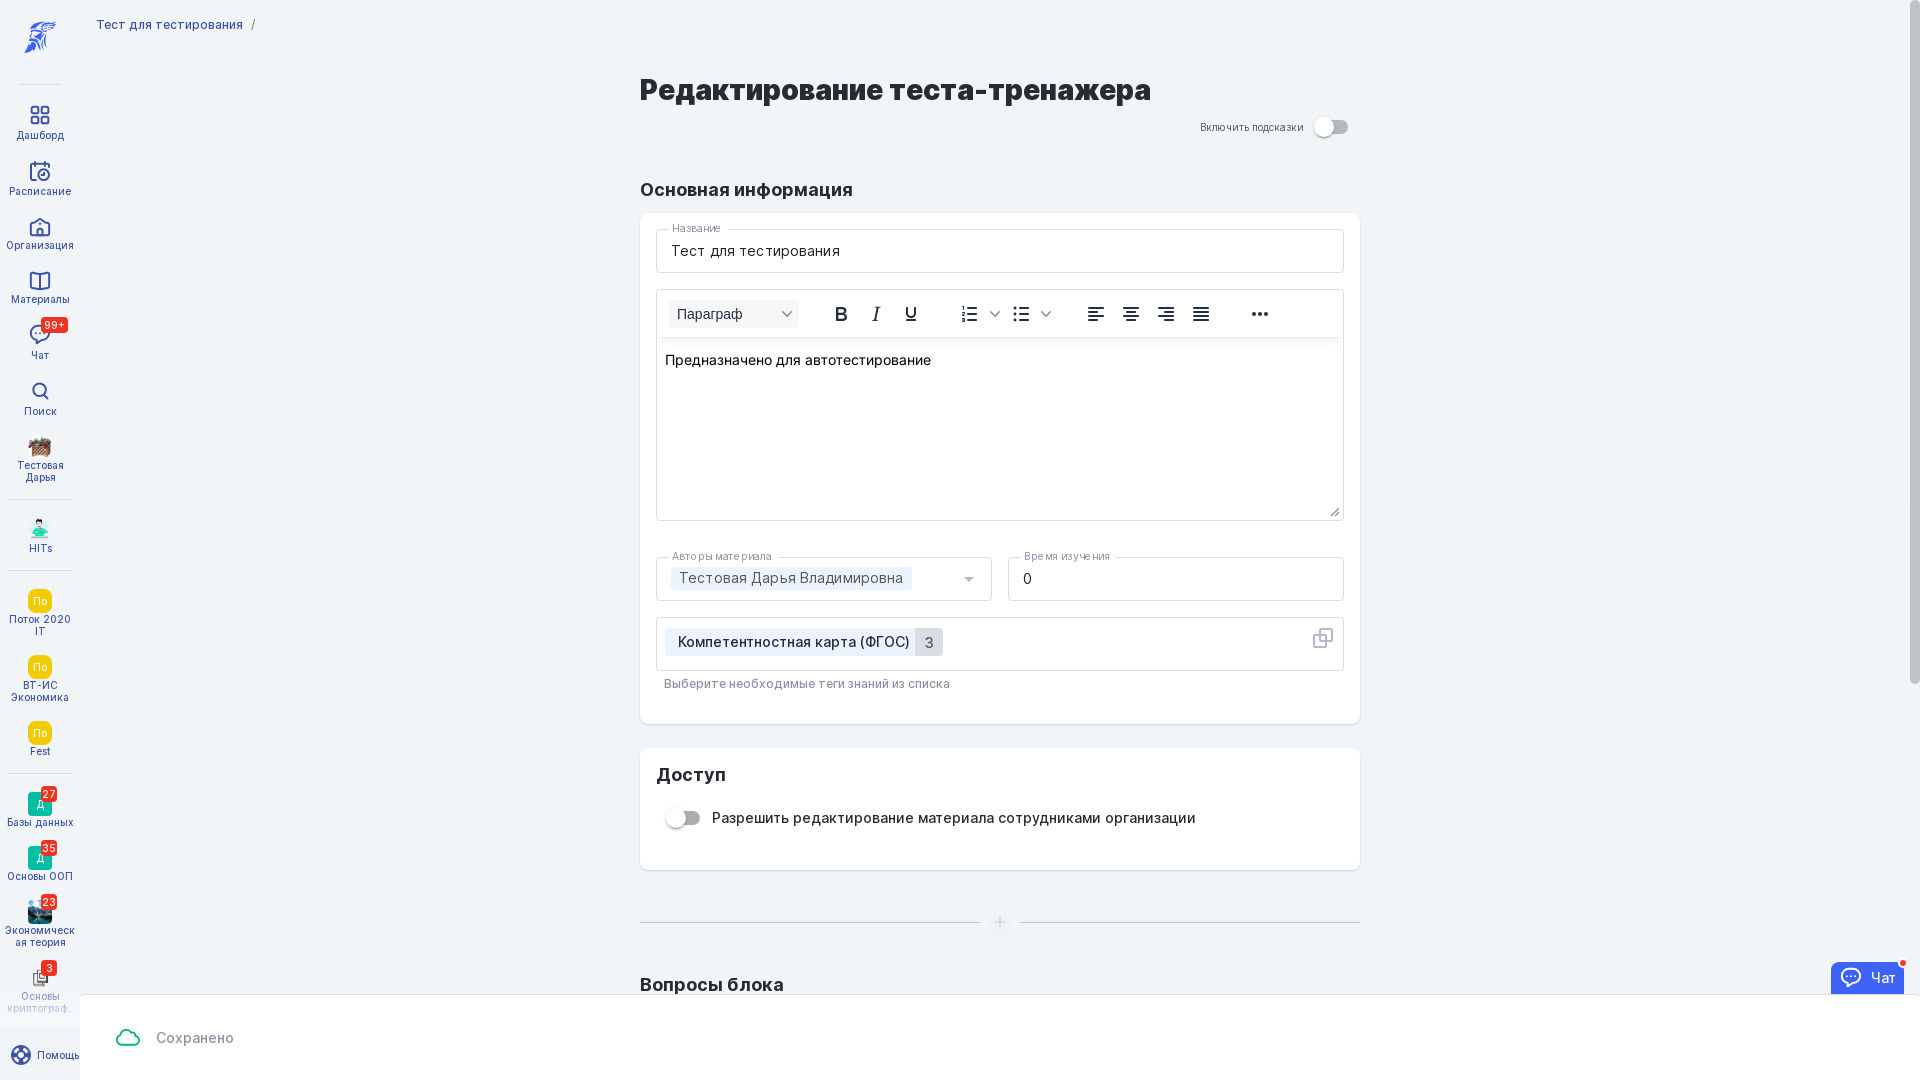 Тест для тестирования /
Редактирование теста-тренажера
Включить подсказки
Основная информация
Название
Тест для тестирования
Параграф
Предназначено для автотестирование
Авторы материала
Тестовая Дарья Владимировна
Время изучения
0
Компетентностная карта (ФГОС) 3
Выберите необходимые теги знаний из списка
Доступ
Разрешить редактирование материала сотрудниками организации
Вопросы блока
Сохранено
Чат
Дашборд
Расписание
Организация
Материалы
99+
Чат
Поиск
Тестовая
Дарья
HITs
По
Поток 2020
IT
По
ВТ-ИС
Экономика
По
Fest
27
Д
Базы данных
35
Д
Основы ООП
23
Экономическ
ая теория
3
Основы
криптограф...
Помощь